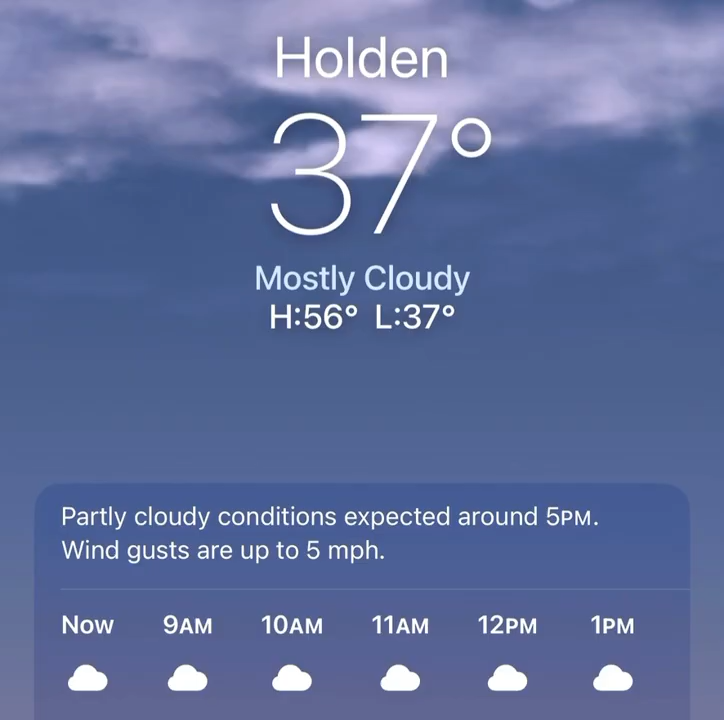 Holden
37°
Mostly Cloudy
H:56° L:37°
Partly cloudy conditions expected around 5PM.
Wind gusts are up to 5 mph.
Now 9AM 10AM 11AM 12PM 1PM